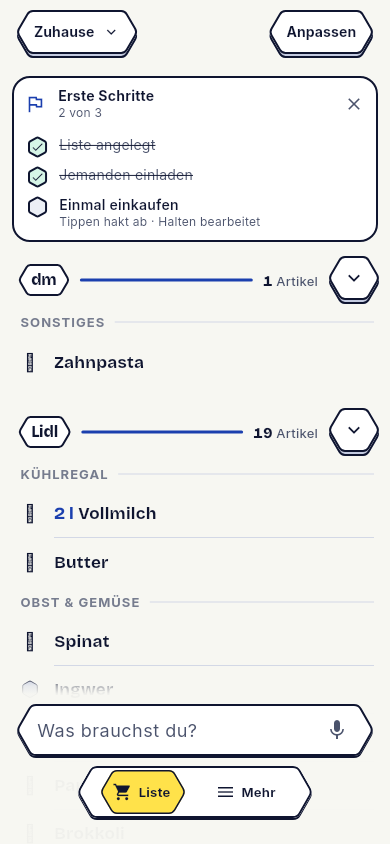 Zuhause
Anpassen
Erste Schritte
2 von 3
Liste angelegt
Jemanden einladen
Einmal einkaufen
Tippen hakt ab · Halten bearbeitet
dm
1 Artikel
SONSTIGES
Zahnpasta
Lidl
19 Artikel
KÜHLREGAL
2 l Vollmilch
Butter
OBST & GEMÜSE
Spinat
Ingwer
Was brauchst du?
Liste
Mehr
Brokkoli